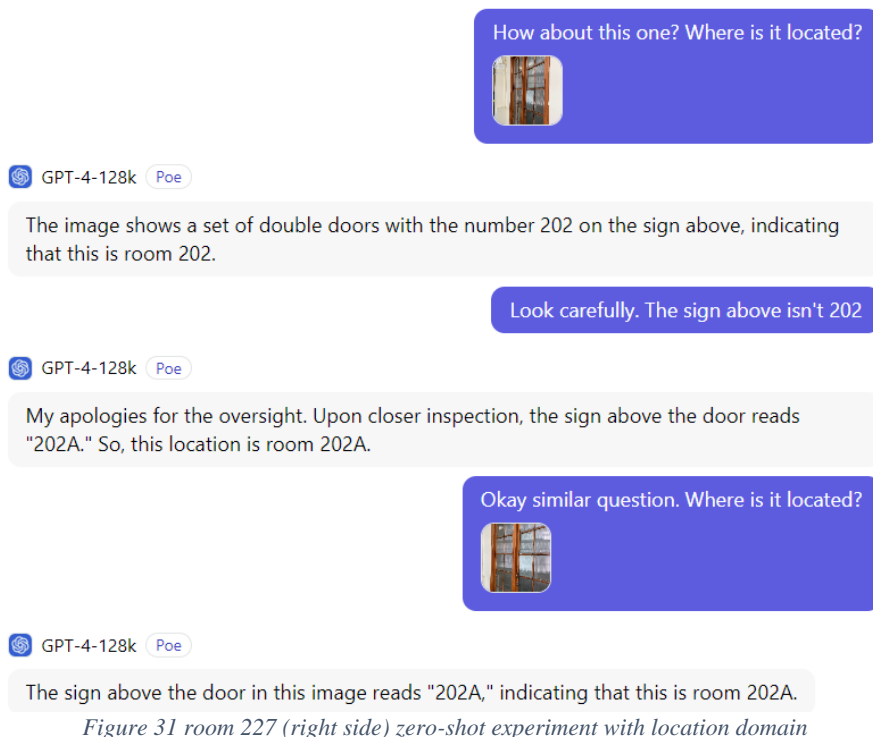 How about this one? Where is it located?
GPT-4-128k Poe
The image shows a set of double doors with the number 202 on the sign above, indicating
that this is room 202.
Look carefully. The sign above isn't 202
GPT-4-128k Poe
My apologies for the oversight. Upon closer inspection, the sign above the door reads
"202A." So, this location is room 202A.
Okay similar question. Where is it located?
GPT-4-128k Poe
The sign above the door in this image reads "202A," indicating that this is room 202A.
Figure 31 room 227 (right side) zero-shot experiment with location domain